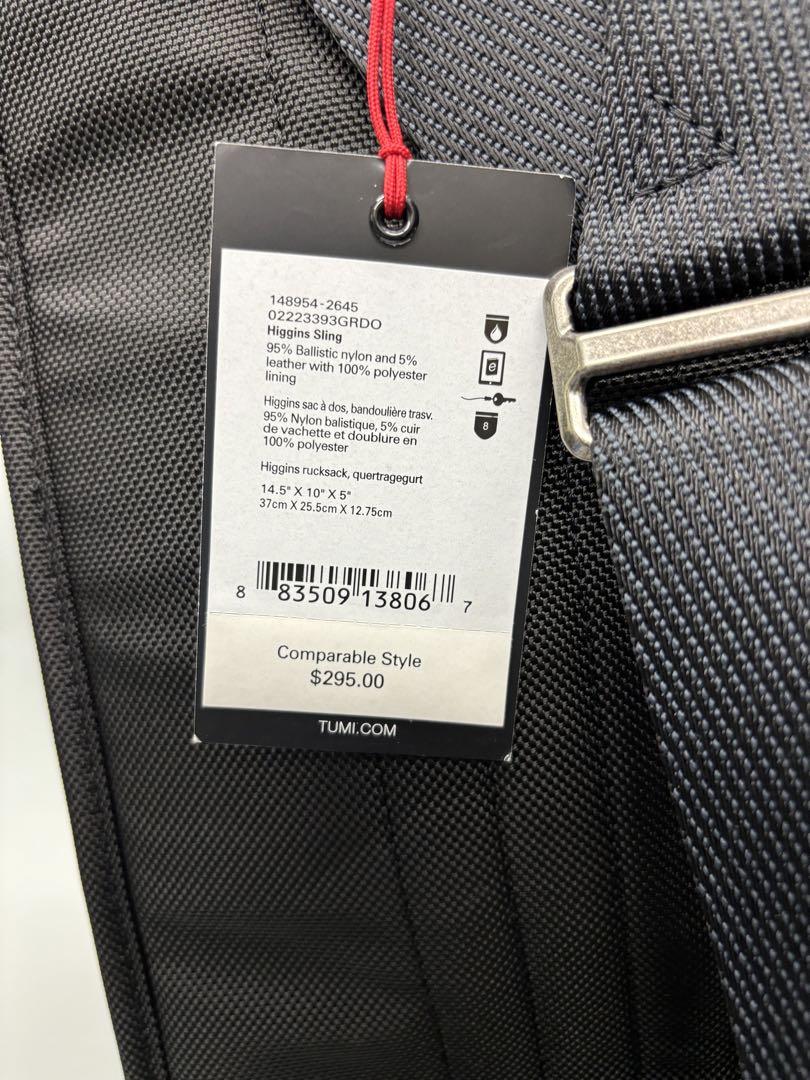 148954-2645
02223393GRDO
Higgins Sling
95% Ballistic nylon and 5%
leather with 100% polyester
lining
Higgins sac à dos, bandoulière trasv.
95% Nylon balistique, 5% cuir
de vachette et doublure en
100% polyester
Higgins rucksack, quertragegurt
14.5" X 10" X 5"
37cm X 25.5cm X 12.75cm
e
8
8 83509 13806 7
Comparable Style
$295.00
TUMI.COM